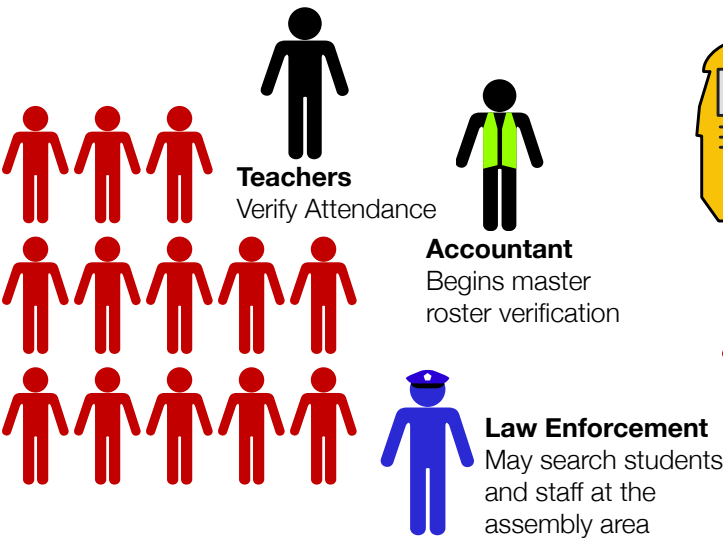 Teachers
Verify Attendance
Accountant
Begins master
roster verification
Law Enforcement
May search students
and staff at the
assembly area